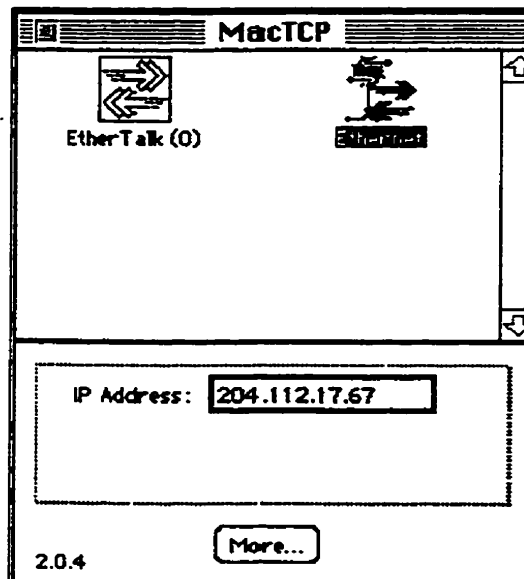 MacTCP
EtherTalk (0)
Ethernet
IP Address: 204.112.17.67
More...
2.0.4